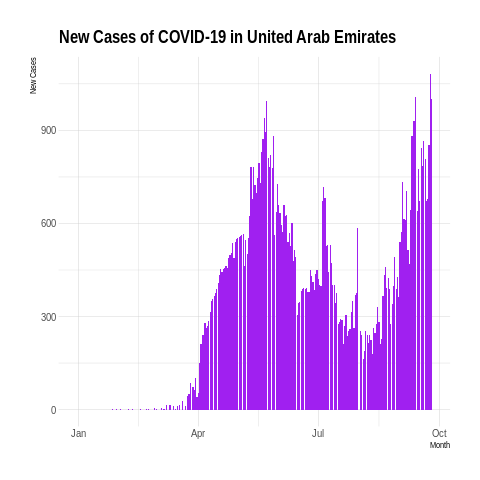 New Cases of COVID-19 in United Arab Emirates
New Cases
900
600
300
0
Jan Apr Jul Oct
Month